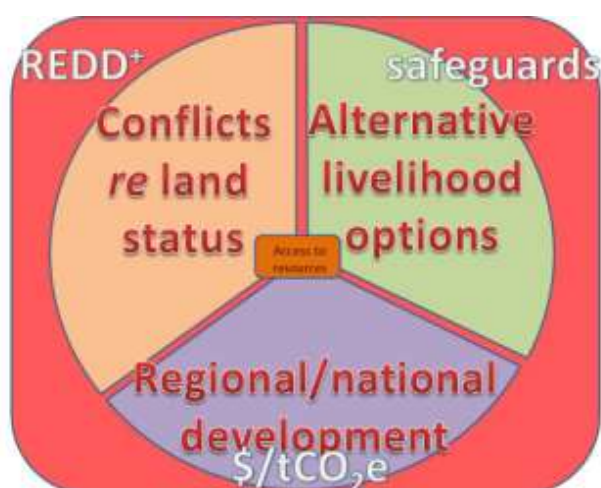 REDD⁺
safeguards
Conflicts
re land
status
Alternative
livelihood
options
Access to
resources
Regional/national
development
$/tCO₂e